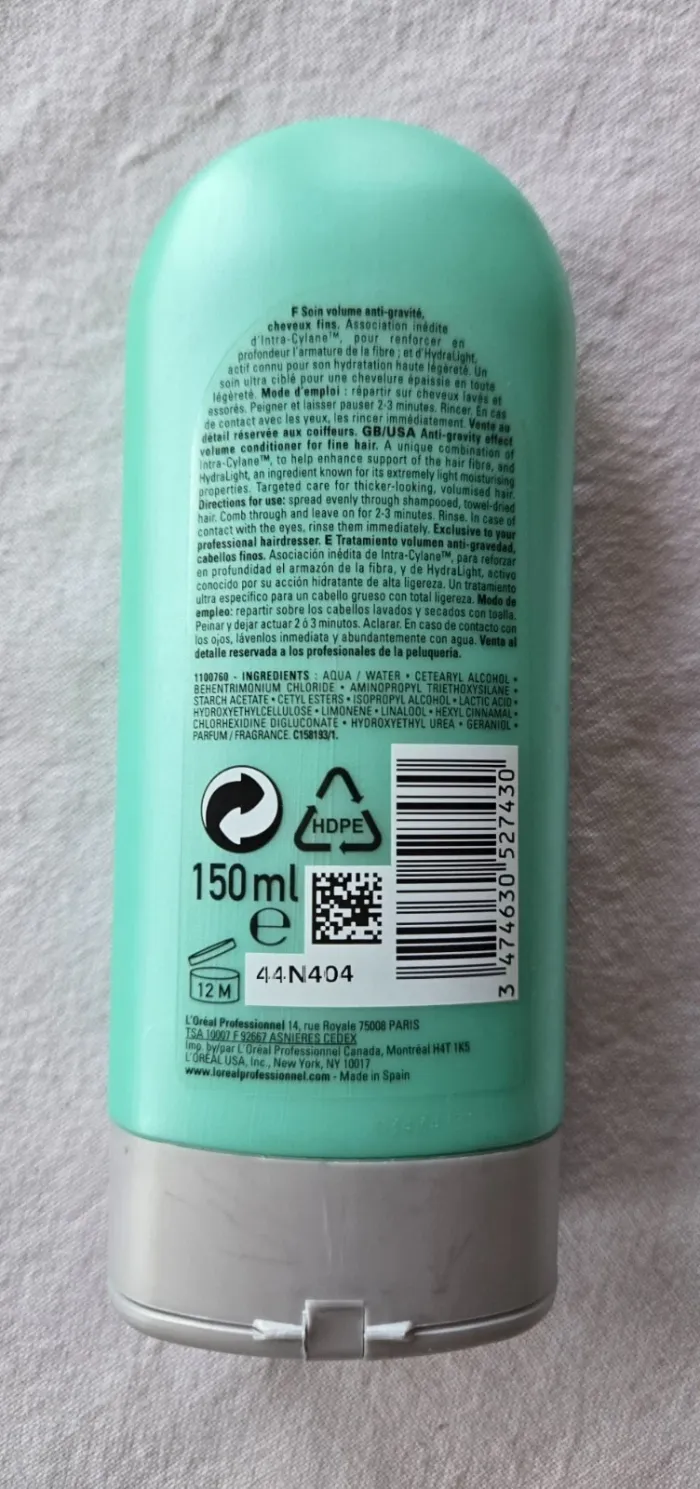 F Soin volume anti-gravité,
cheveux fins. Association inédite
d'Intra-Cylane™, pour renforcer en
profondeur l'armature de la fibre ; et d'HydraLight,
actif connu pour son hydratation haute légèreté. Un
soin ultra ciblé pour une chevelure épaissie en toute
légèreté. Mode d'emploi : répartir sur cheveux lavés et
essorés. Peigner et laisser pauser 2-3 minutes. Rincer. En cas
de contact avec les yeux, les rincer immédiatement. Vente au
détail réservée aux coiffeurs. GB/USA Anti-gravity effect
volume conditioner for fine hair. A unique combination of
Intra-Cylane™, to help enhance support of the hair fibre, and
HydraLight, an ingredient known for its extremely light moisturising
properties. Targeted care for thicker-looking, volumised hair.
Directions for use: spread evenly through shampooed, towel-dried
hair. Comb through and leave on for 2-3 minutes. Rinse. In case of
contact with the eyes, rinse them immediately. Exclusive to your
professional hairdresser. E Tratamiento volumen anti-gravedad,
cabellos finos. Asociación inédita de Intra-Cylane™, para reforzar
en profundidad el armazón de la fibra, y de HydraLight, activo
conocido por su acción hidratante de alta ligereza. Un tratamiento
ultra específico para un cabello grueso con total ligereza. Modo de
empleo: repartir sobre los cabellos lavados y secados con toalla.
Peinar y dejar actuar 2 ó 3 minutos. Aclarar. En caso de contacto con
los ojos, lávenlos inmediata y abundantemente con agua. Venta al
detalle reservada a los profesionales de la peluquería.
1100760 - INGREDIENTS : AQUA / WATER • CETEARYL ALCOHOL •
BEHENTRIMONIUM CHLORIDE • AMINOPROPYL TRIETHOXYSILANE •
STARCH ACETATE • CETYL ESTERS • ISOPROPYL ALCOHOL • LACTIC ACID •
HYDROXYETHYLCELLULOSE • LIMONENE • LINALOOL • HEXYL CINNAMAL •
CHLORHEXIDINE DIGLUCONATE • HYDROXYETHYL UREA • GERANIOL •
PARFUM / FRAGRANCE. C158193/1.
HDPE
150 ml
e
12 M
44N404
3 474630 527430
L'Oréal Professionnel 14, rue Royale 75008 PARIS
TSA 10007 F 92667 ASNIERES CEDEX
Imp. by/par L'Oréal Professionnel Canada, Montréal H4T 1K5
L'ORÉAL USA, Inc., New York, NY 10017
www.lorealprofessionnel.com - Made in Spain